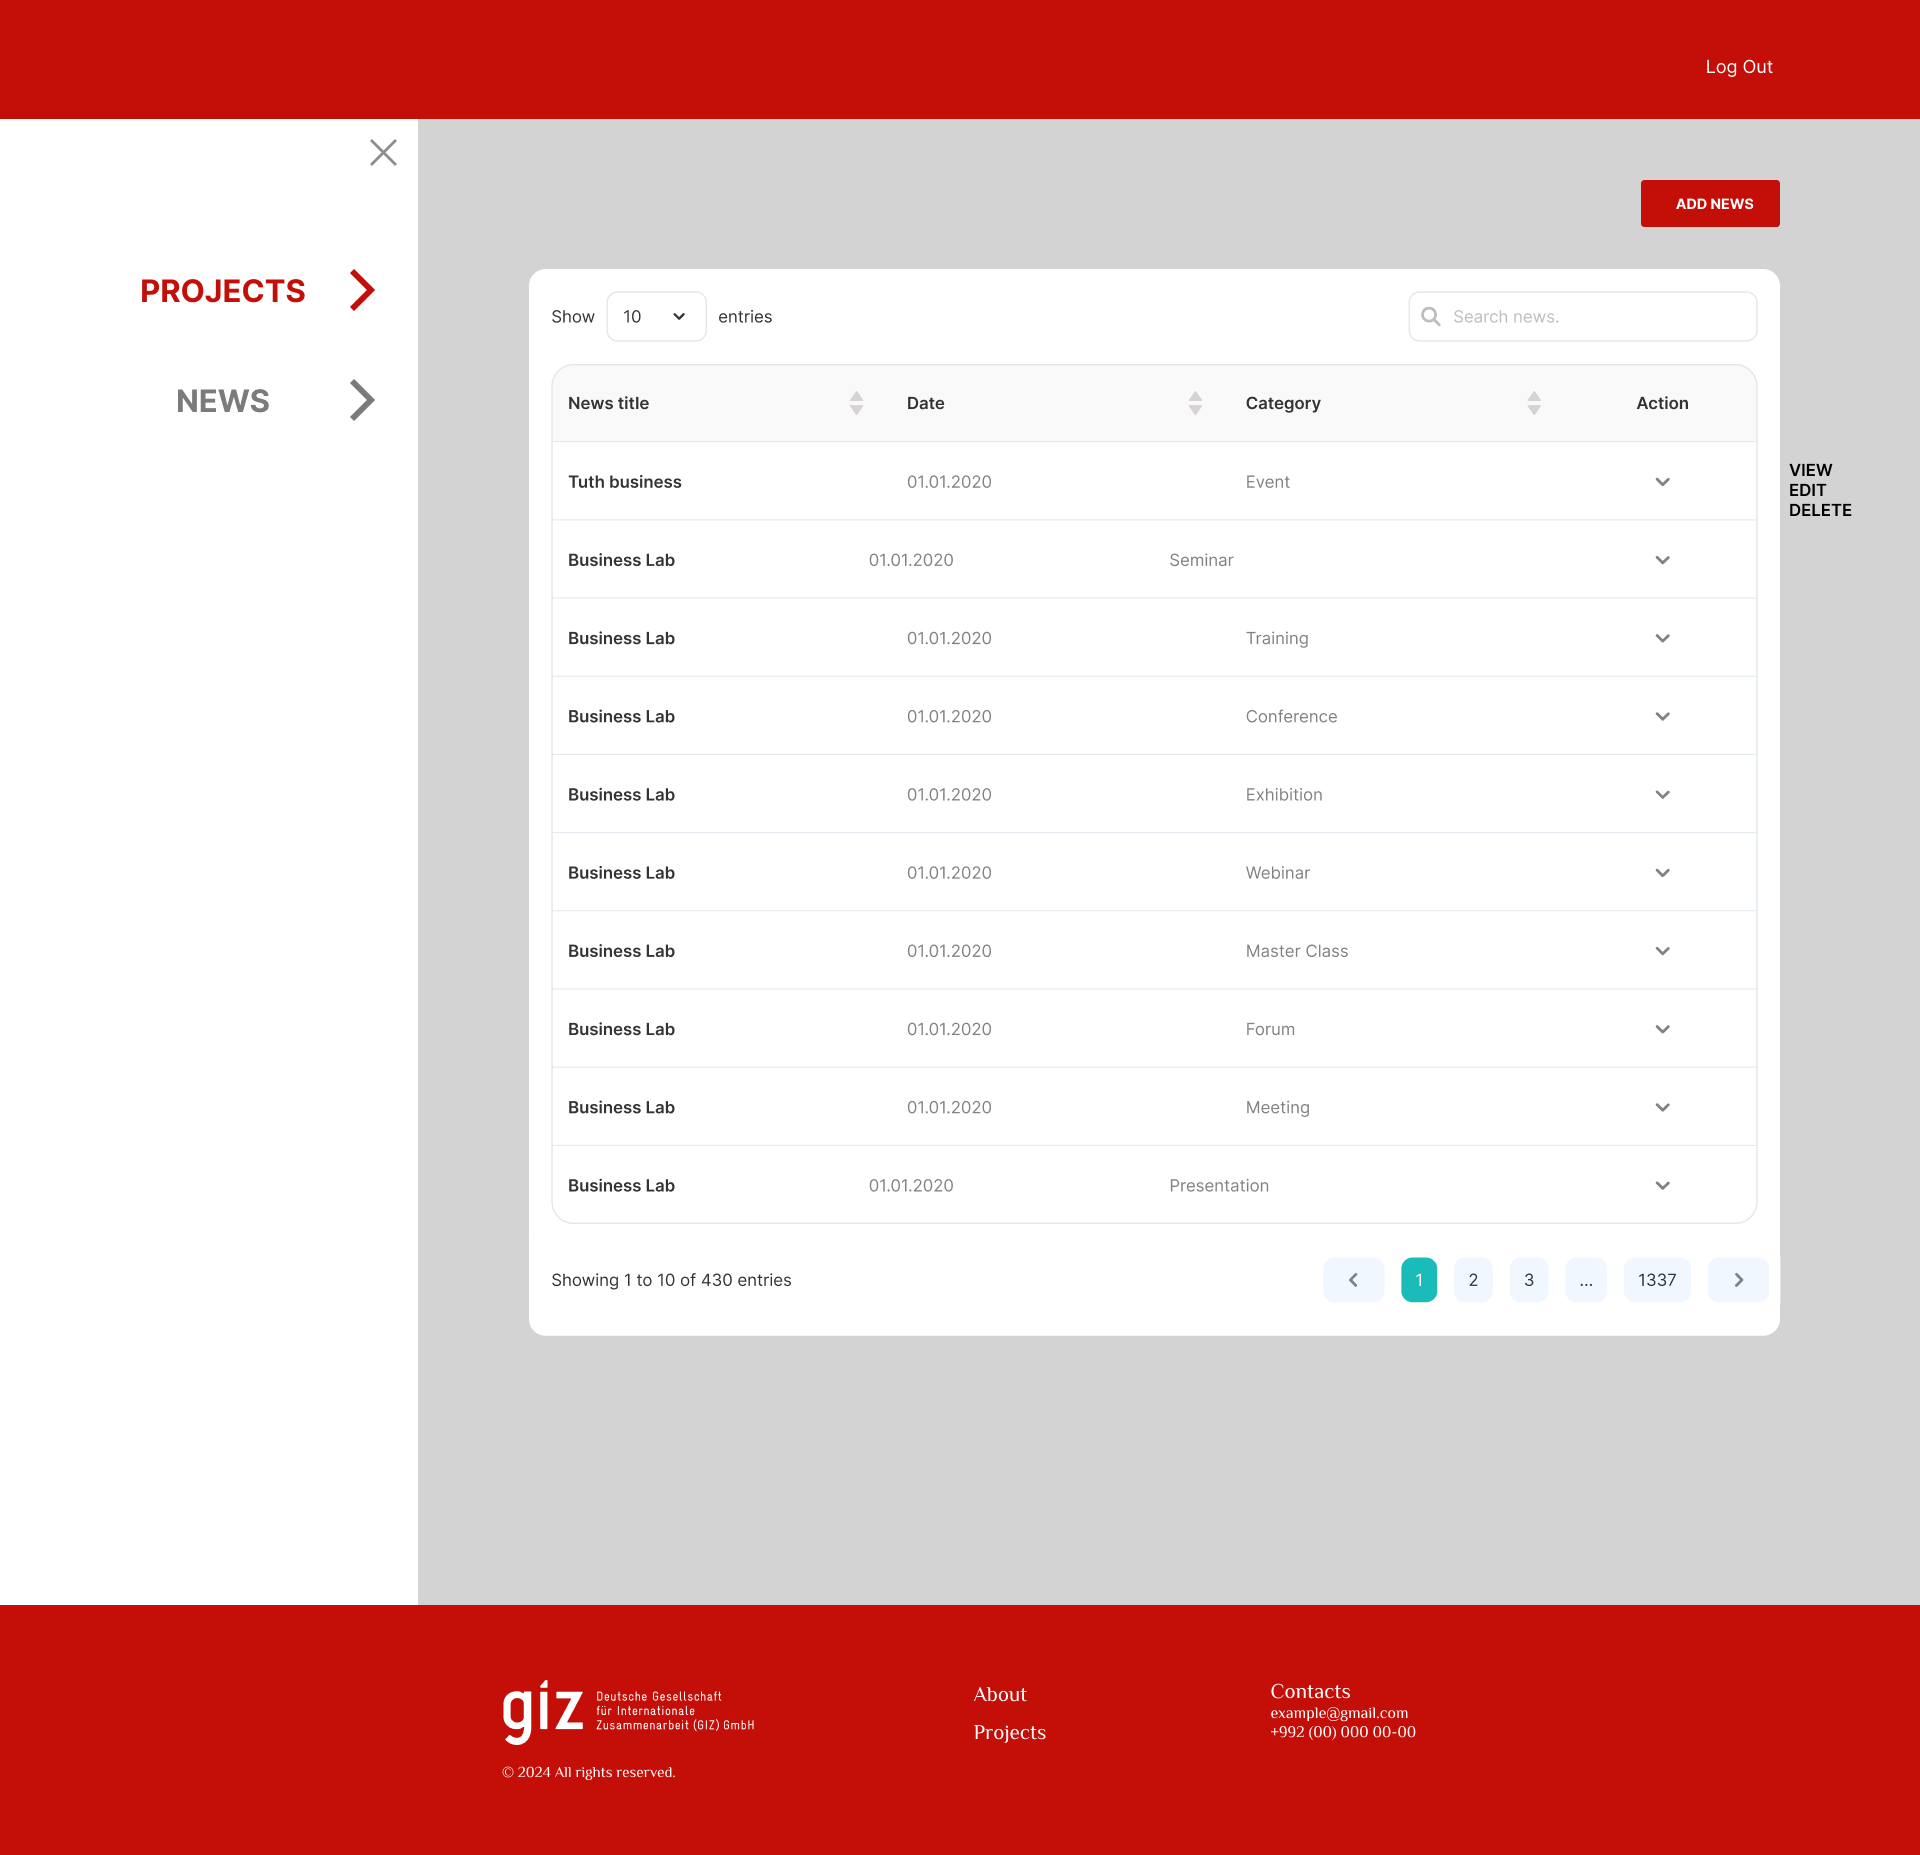 Log Out
ADD NEWS
PROJECTS
NEWS
Show 10 entries
Search news.
News title Date Category Action
Tuth business 01.01.2020 Event
VIEW
EDIT
DELETE
Business Lab 01.01.2020 Seminar
Business Lab 01.01.2020 Training
Business Lab 01.01.2020 Conference
Business Lab 01.01.2020 Exhibition
Business Lab 01.01.2020 Webinar
Business Lab 01.01.2020 Master Class
Business Lab 01.01.2020 Forum
Business Lab 01.01.2020 Meeting
Business Lab 01.01.2020 Presentation
Showing 1 to 10 of 430 entries
1 2 3 ... 1337
giz
Deutsche Gesellschaft
für Internationale
Zusammenarbeit (GIZ) GmbH
© 2024 All rights reserved.
About
Projects
Contacts
example@gmail.com
+992 (00) 000 00-00